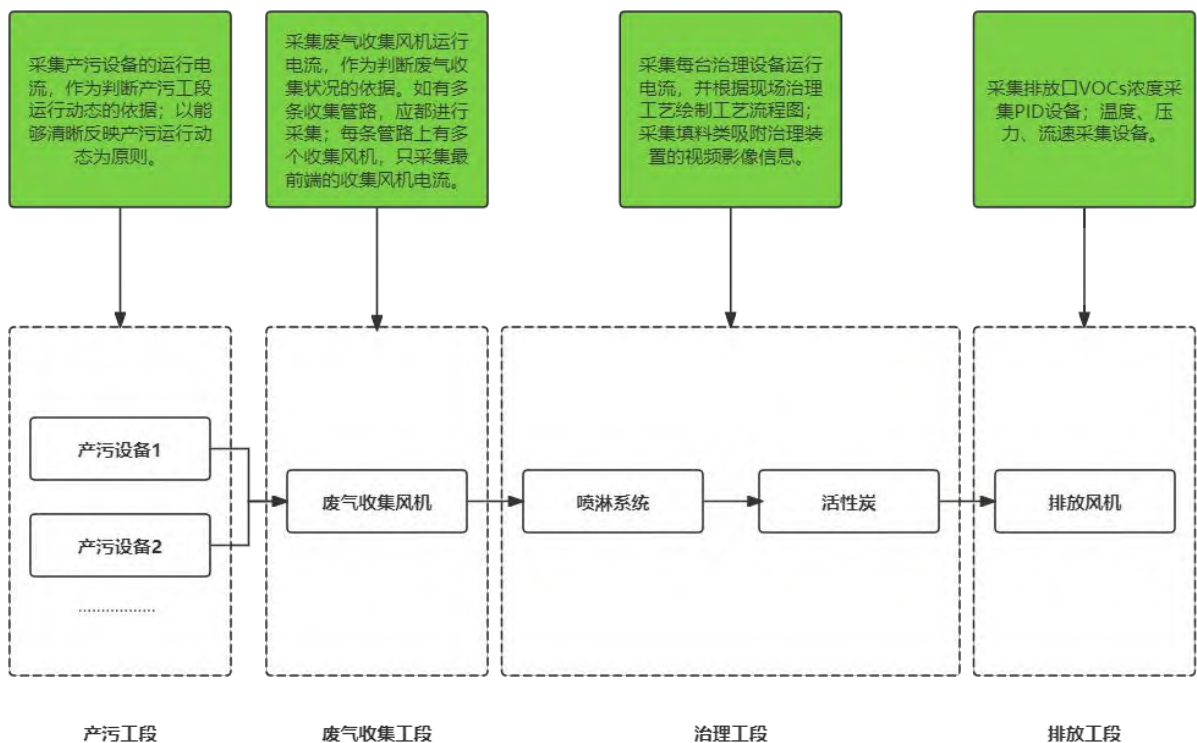 采集产污设备的运行电
流，作为判断产污工段
运行动态的依据；以能
够清晰反映产污运行动
态为原则。
采集废气收集风机运行
电流，作为判断废气收
集状况的依据。如有多
条收集管路，应都进行
采集；每条管路上有多
个收集风机，只采集最
前端的收集风机电流。
采集每台治理设备运行
电流，并根据现场治理
工艺绘制工艺流程图；
采集填料类吸附治理装
置的视频影像信息。
采集排放口VOCs浓度采
集PID设备；温度、压
力、流速采集设备。
产污设备1
产污设备2
.................
废气收集风机
喷淋系统
活性炭
排放风机
产污工段
废气收集工段
治理工段
排放工段